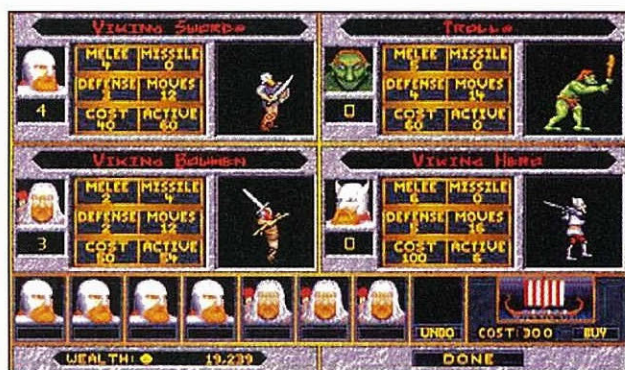 VIKING SWORDS
MELEE MISSILE
4 0
DEFENSE MOVES
12
COST ACTIVE
40 60
4
TROLLS
MELEE MISSILE
5 0
DEFENSE MOVES
4 14
COST ACTIVE
60 0
0
VIKING BOWMEN
MELEE MISSILE
2 4
DEFENSE MOVES
2 12
COST ACTIVE
50 54
3
VIKING HERO
MELEE MISSILE
6 0
DEFENSE MOVES
5 16
COST ACTIVE
100 6
0
UNDO COST:300 BUY
WEALTH: 19,239 DONE